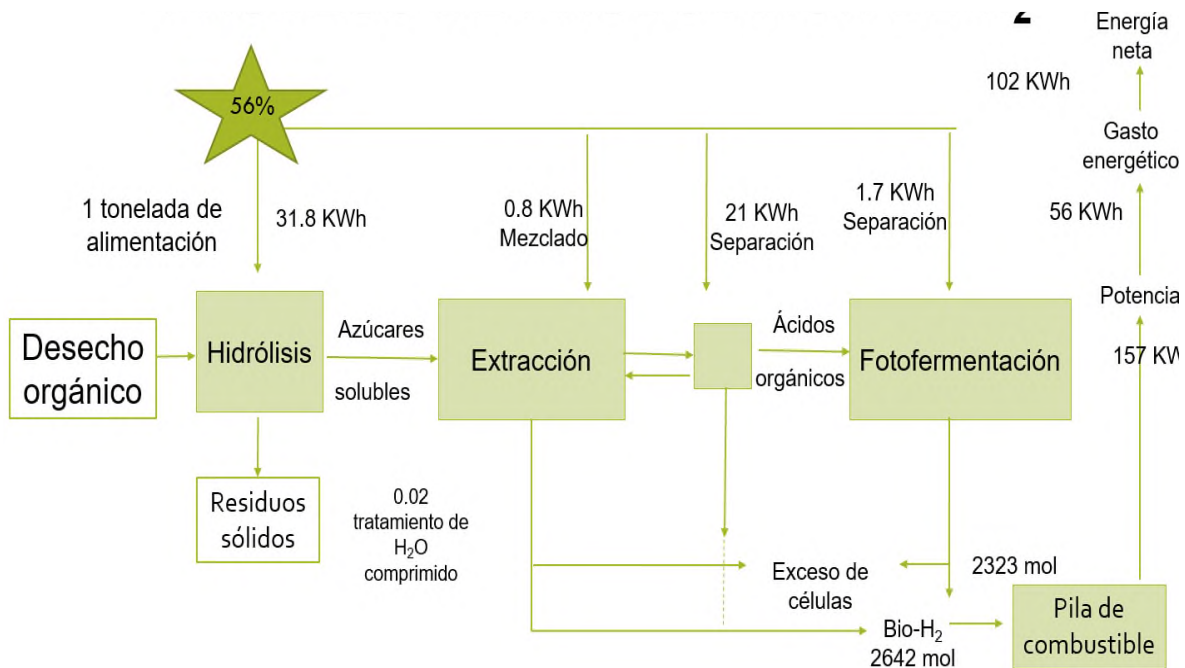 2
Energía
neta
102 KWh
56%
Gasto
energético
1 tonelada de
alimentación
31.8 KWh
0.8 KWh
Mezclado
21 KWh
Separación
1.7 KWh
Separación
56 KWh
Potencia
157 KW
Desecho
orgánico
Hidrólisis
Azúcares
solubles
Extracción
Ácidos
orgánicos
Fotofermentación
Residuos
sólidos
0.02
tratamiento de
H₂O
comprimido
Exceso de
células
2323 mol
Bio-H₂
2642 mol
Pila de
combustible